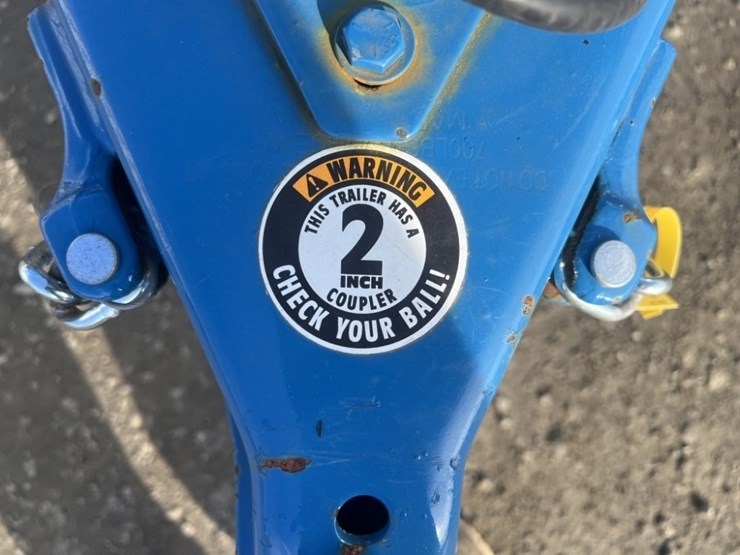 WARNING
THIS TRAILER HAS A
2
INCH
COUPLER
CHECK YOUR BALL!